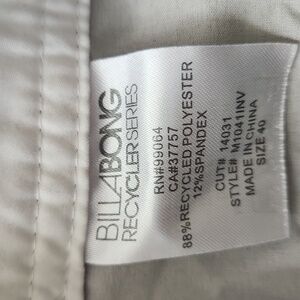 BILLABONG
RECYCLER SERIES
RN#99064
CA#37757
88%RECYCLED POLYESTER
12%SPANDEX
CUT# 14031
STYLE# M1041INV
MADE IN CHINA
SIZE 40